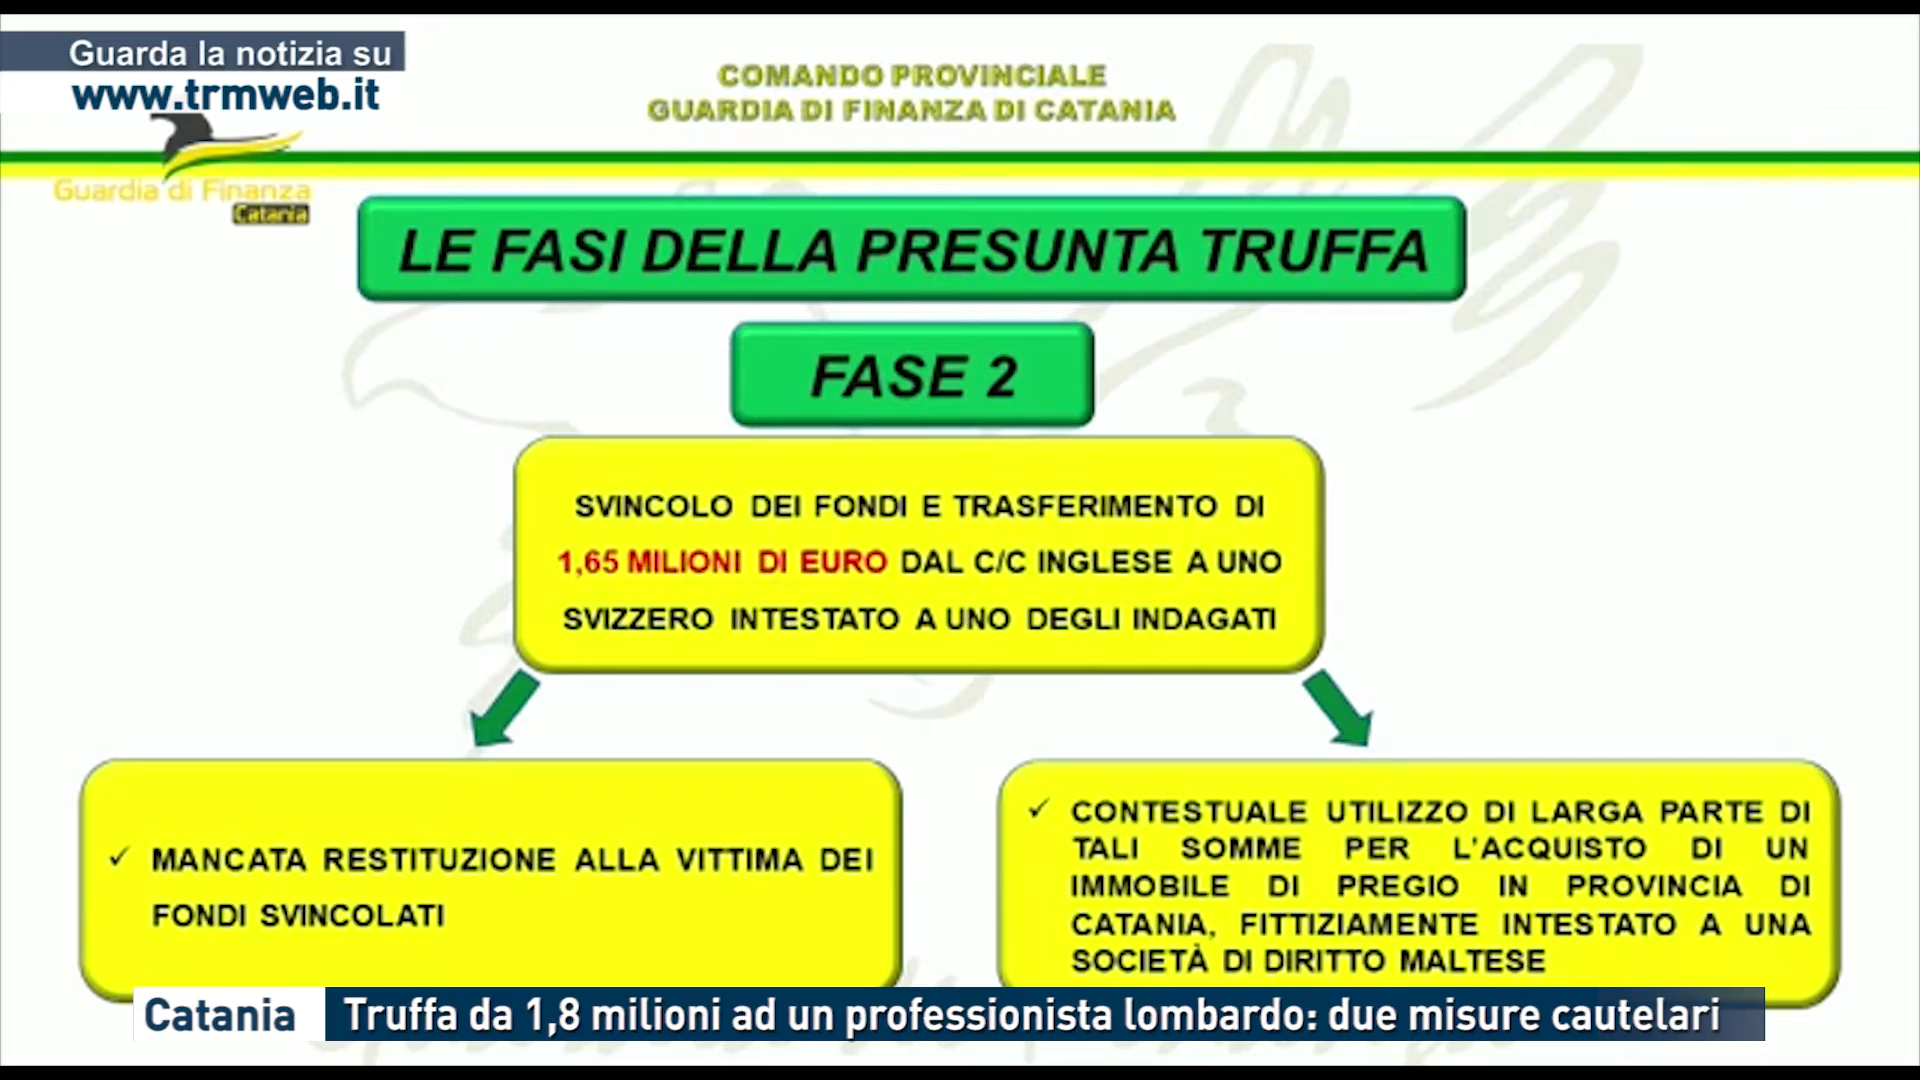 Guarda la notizia su
www.trmweb.it
COMANDO PROVINCIALE
GUARDIA DI FINANZA DI CATANIA
Guardia di Finanza
Catania
LE FASI DELLA PRESUNTA TRUFFA
FASE 2
SVINCOLO DEI FONDI E TRASFERIMENTO DI
1,65 MILIONI DI EURO DAL C/C INGLESE A UNO
SVIZZERO INTESTATO A UNO DEGLI INDAGATI
✓ MANCATA RESTITUZIONE ALLA VITTIMA DEI
FONDI SVINCOLATI
✓ CONTESTUALE UTILIZZO DI LARGA PARTE DI
TALI SOMME PER L'ACQUISTO DI UN
IMMOBILE DI PREGIO IN PROVINCIA DI
CATANIA, FITTIZIAMENTE INTESTATO A UNA
SOCIETÀ DI DIRITTO MALTESE
Catania
Truffa da 1,8 milioni ad un professionista lombardo: due misure cautelari